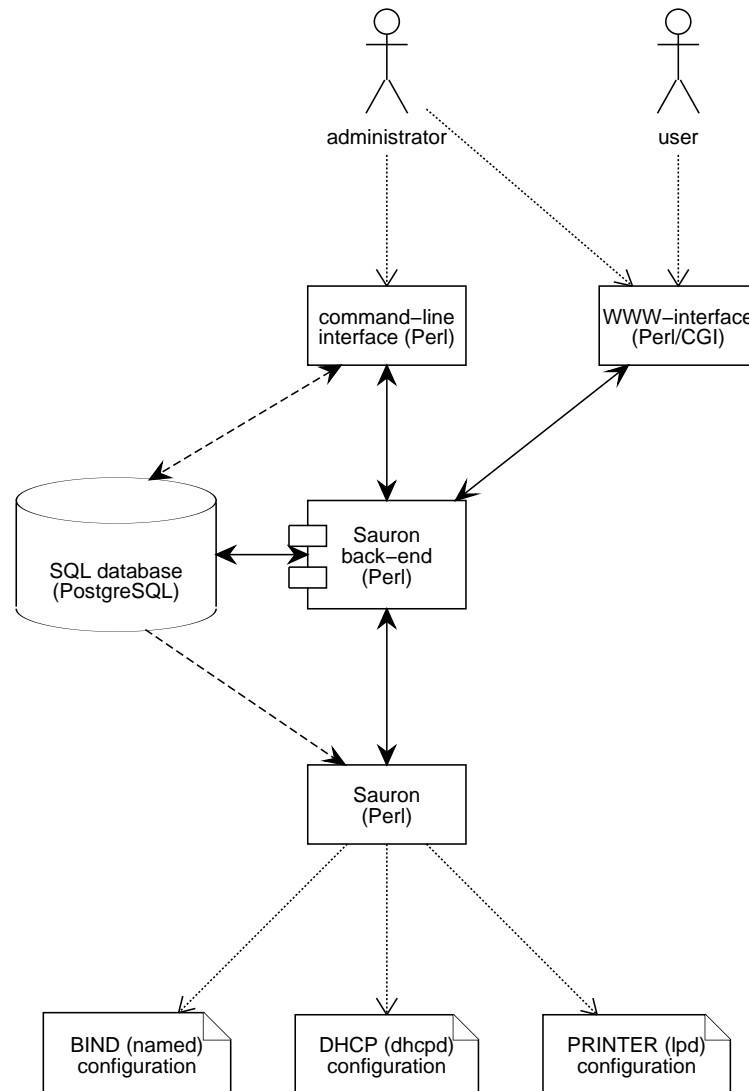 administrator
user
command−line
interface (Perl)
WWW−interface
(Perl/CGI)
SQL database
(PostgreSQL)
Sauron
back−end
(Perl)
Sauron
(Perl)
BIND (named)
configuration
DHCP (dhcpd)
configuration
PRINTER (lpd)
configuration